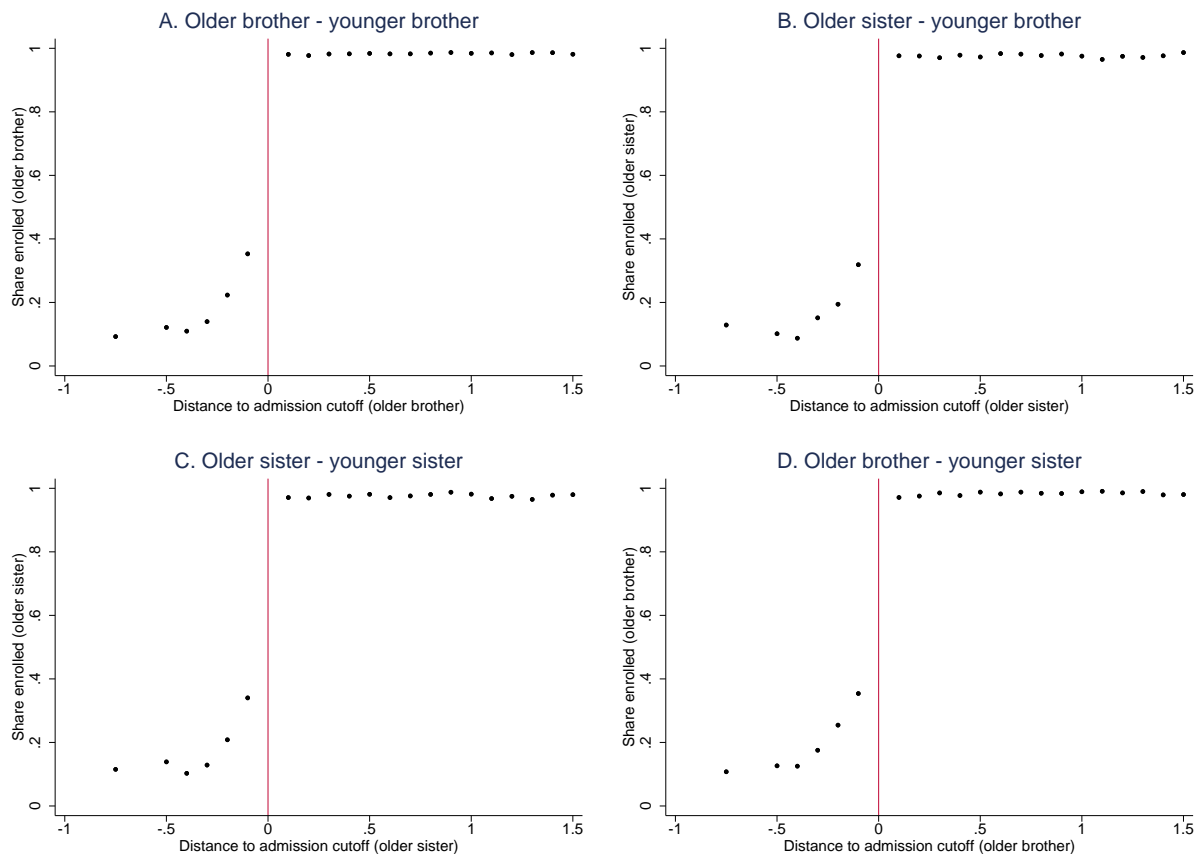 A. Older brother - younger brother
Share enrolled (older brother)
1
.8
.6
.4
.2
0
-1 -.5 0 .5 1 1.5
Distance to admission cutoff (older brother)
B. Older sister - younger brother
Share enrolled (older sister)
1
.8
.6
.4
.2
0
-1 -.5 0 .5 1 1.5
Distance to admission cutoff (older sister)
C. Older sister - younger sister
Share enrolled (older sister)
1
.8
.6
.4
.2
0
-1 -.5 0 .5 1 1.5
Distance to admission cutoff (older sister)
D. Older brother - younger sister
Share enrolled (older brother)
1
.8
.6
.4
.2
0
-1 -.5 0 .5 1 1.5
Distance to admission cutoff (older brother)